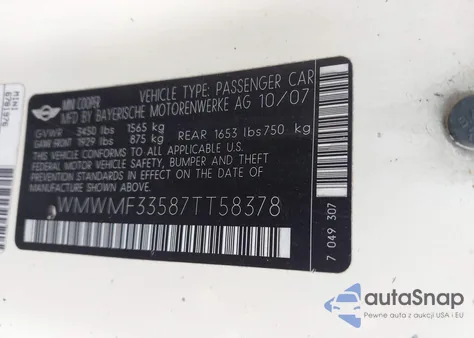 MINI COOPER
VEHICLE TYPE: PASSENGER CAR
MFD BY BAYERISCHE MOTORENWERKE AG 10/07
GVWR 3450 lbs 1565 kg
GAWR FRONT 1929 lbs 875 kg REAR 1653 lbs 750 kg
THIS VEHICLE CONFORMS TO ALL APPLICABLE
FEDERAL MOTOR VEHICLE SAFETY, BUMPER AND THEFT
PREVENTION STANDARDS IN EFFECT ON THE DATE OF
MANUFACTURE SHOWN ABOVE.
WMWMF33587TT58378
7 049 307
MINI
6781976
autoSnap
Pewne auta z aukcji USA i EU